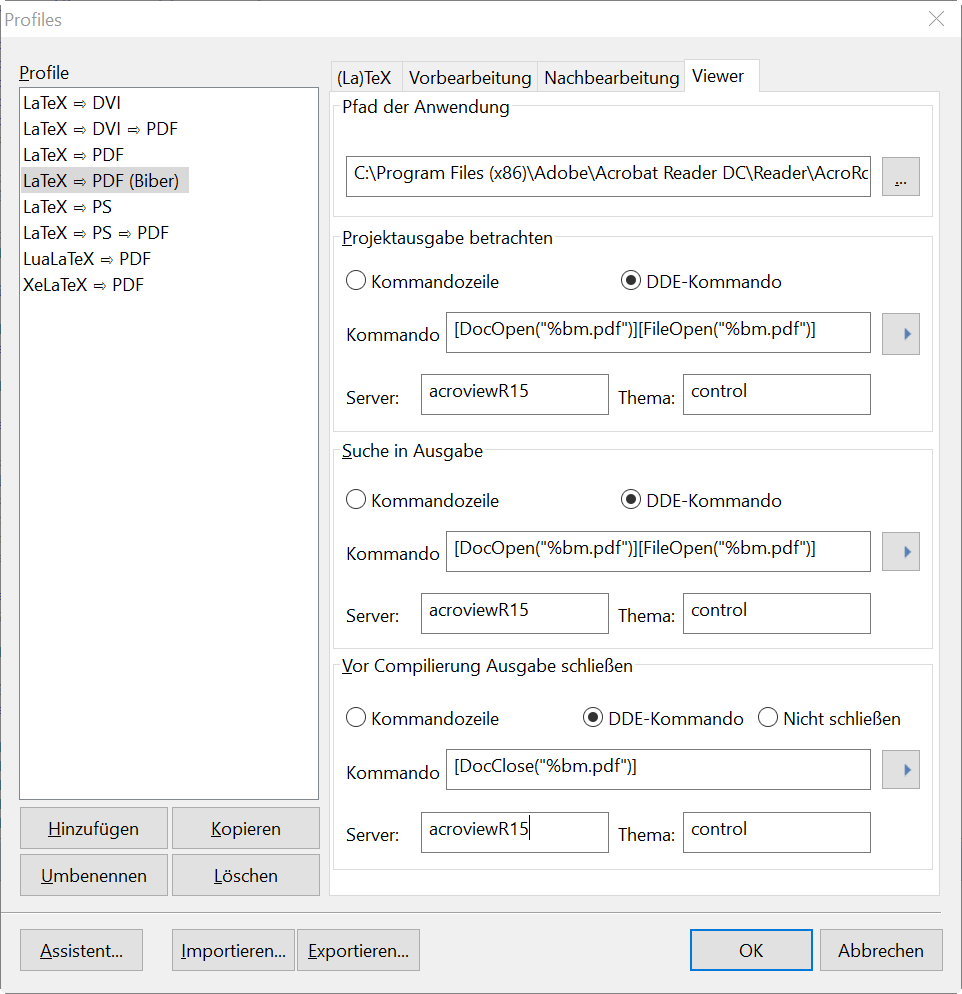 Profiles
Profile
LaTeX ⇨ DVI
LaTeX ⇨ DVI ⇨ PDF
LaTeX ⇨ PDF
LaTeX ⇨ PDF (Biber)
LaTeX ⇨ PS
LaTeX ⇨ PS ⇨ PDF
LuaLaTeX ⇨ PDF
XeLaTeX ⇨ PDF
Hinzufügen Kopieren
Umbenennen Löschen
(La)TeX Vorbearbeitung Nachbearbeitung Viewer
Pfad der Anwendung
C:\Program Files (x86)\Adobe\Acrobat Reader DC\Reader\AcroRd ...
Projektausgabe betrachten
Kommandozeile DDE-Kommando
Kommando [DocOpen("%bm.pdf")][FileOpen("%bm.pdf")]
Server: acroviewR15 Thema: control
Suche in Ausgabe
Kommandozeile DDE-Kommando
Kommando [DocOpen("%bm.pdf")][FileOpen("%bm.pdf")]
Server: acroviewR15 Thema: control
Vor Compilierung Ausgabe schließen
Kommandozeile DDE-Kommando Nicht schließen
Kommando [DocClose("%bm.pdf")]
Server: acroviewR15 Thema: control
Assistent... Importieren... Exportieren... OK Abbrechen